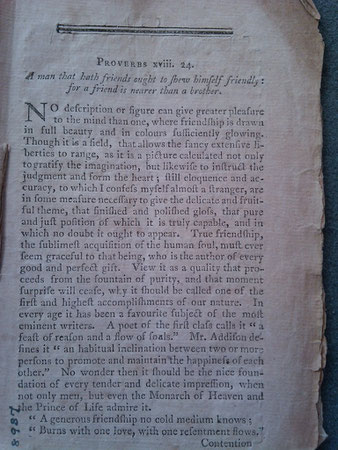 PROVERBS xviii. 24.
A man that hath friends ought to shew himself friendly:
for a friend is nearer than a brother.
NO description or figure can give greater pleasure
to the mind than one, where friendship is drawn
in full beauty and in colours sufficiently glowing.
Though it is a field, that allows the fancy extensive li-
berties to range, as it is a picture calculated not only
to gratify the imagination, but likewise to instruct the
judgment and form the heart; still eloquence and ac-
curacy, to which I confess myself almost a stranger, are
in some measure necessary to give the delicate and fruit-
ful theme, that finished and polished gloss, that pure
and just position of which it is truly capable, and in
which no doubt it ought to appear. True friendship,
the sublimest acquisition of the human soul, must ever
seem graceful to that being, who is the author of every
good and perfect gift. View it as a quality that pro-
ceeds from the fountain of purity, and that moment
surprise will cease, why it should be called one of the
first and highest accomplishments of our nature. In
every age it has been a favourite subject of the most
eminent writers. A poet of the first class calls it "a
feast of reason and a flow of souls." Mr. Addison de-
fines it "an habitual inclination between two or more
persons to promote and maintain the happiness of each
other." No wonder then it should be the nice foun-
dation of every tender and delicate impression, when
not only men, but even the Monarch of Heaven and
the Prince of Life admire it.
"A generous friendship no cold medium knows;
"Burns with one love, with one resentment flows."
Contention